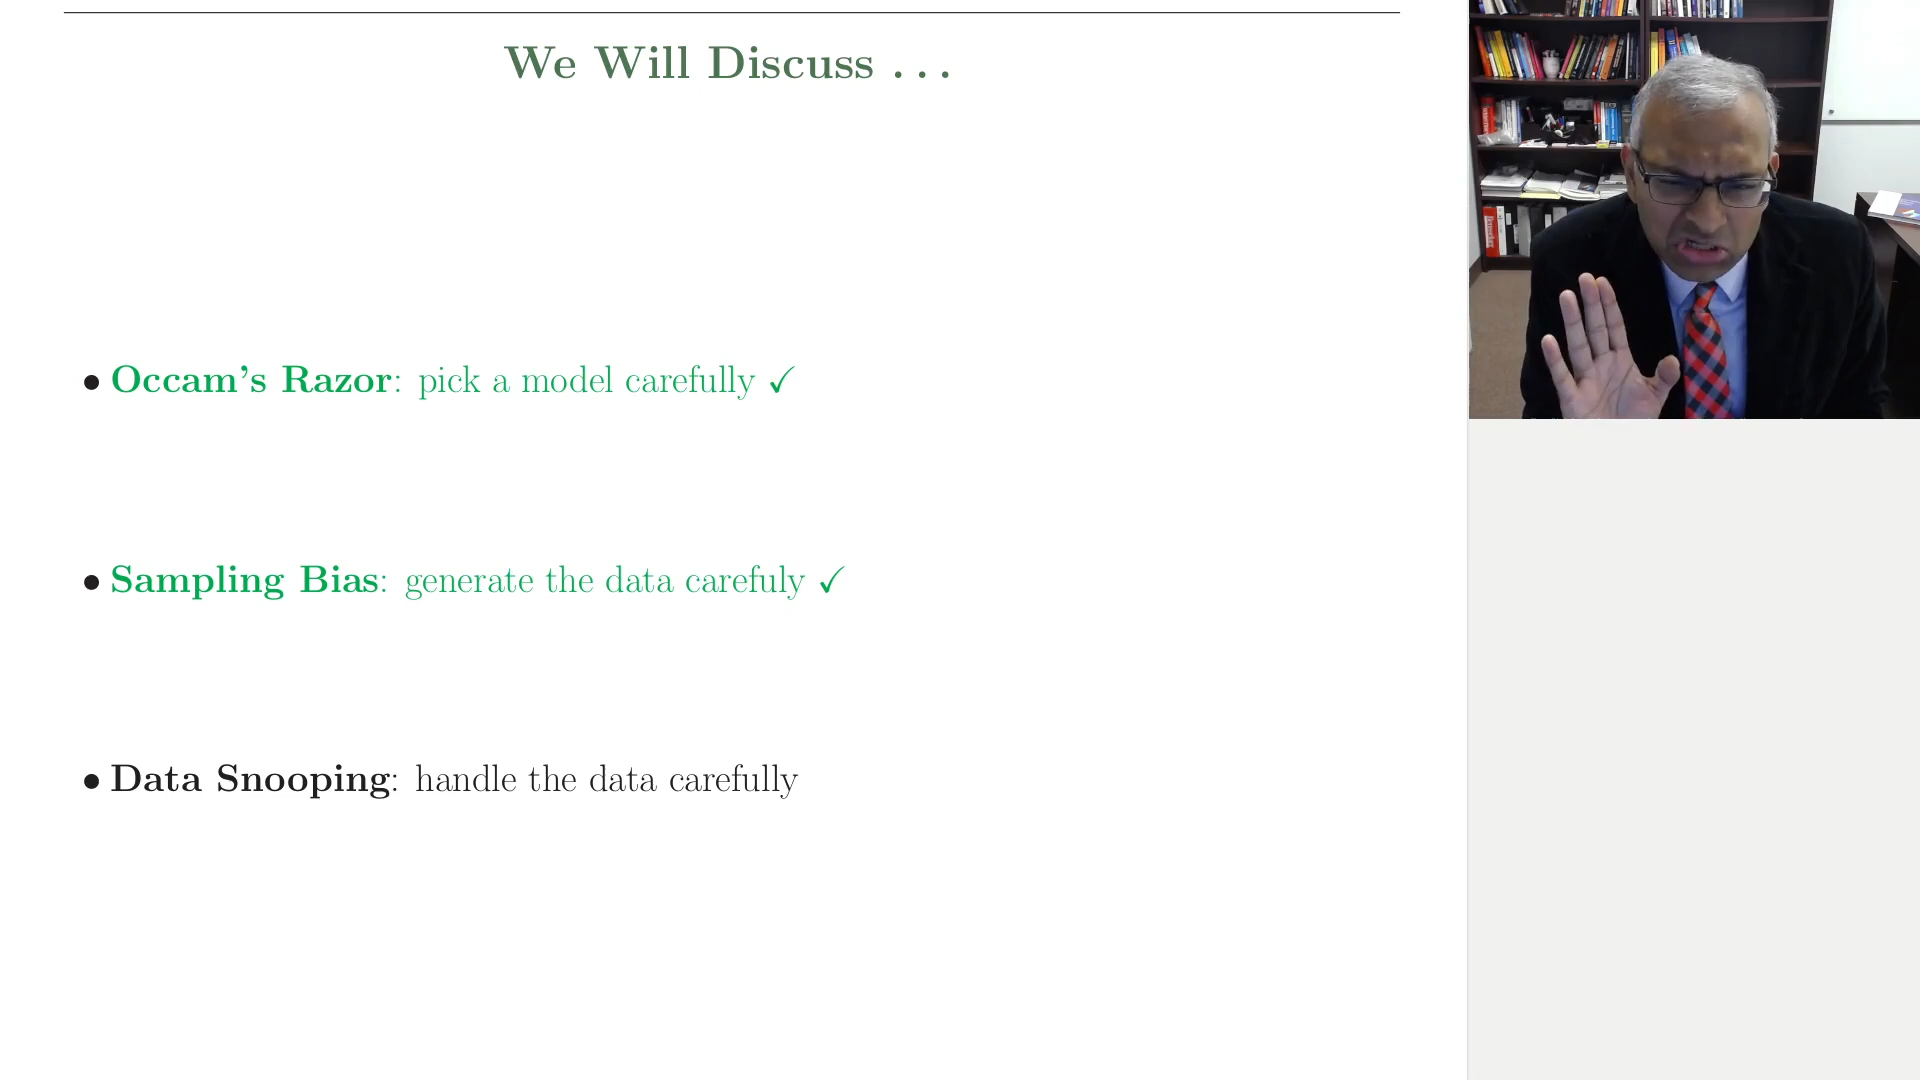 We Will Discuss . . .
• Occam's Razor: pick a model carefully ✓
• Sampling Bias: generate the data carefuly ✓
• Data Snooping: handle the data carefully